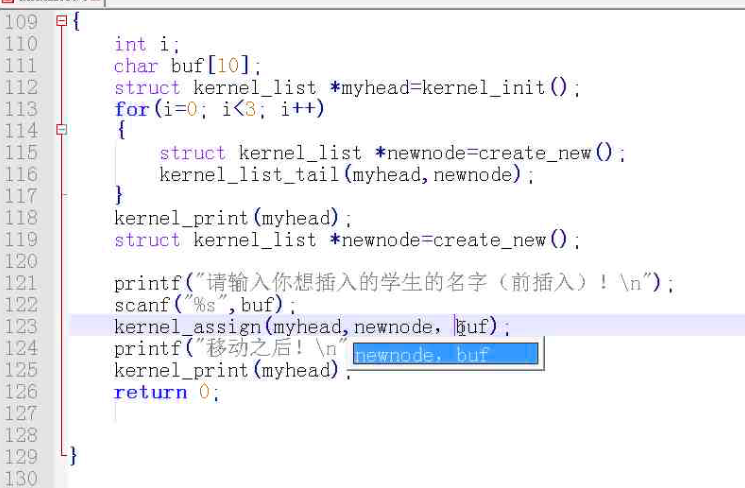 109 {
110 int i;
111 char buf[10];
112 struct kernel_list *myhead=kernel_init();
113 for(i=0; i<3; i++)
114 {
115 struct kernel_list *newnode=create_new();
116 kernel_list_tail(myhead,newnode);
117 }
118 kernel_print(myhead);
119 struct kernel_list *newnode=create_new();
120
121 printf("请输入你想插入的学生的名字（前插入）！\n");
122 scanf("%s",buf);
123 kernel_assign(myhead,newnode，buf);
124 printf("移动之后！\n"
newnode，buf
125 kernel_print(myhead);
126 return 0;
127
128
129 }
130